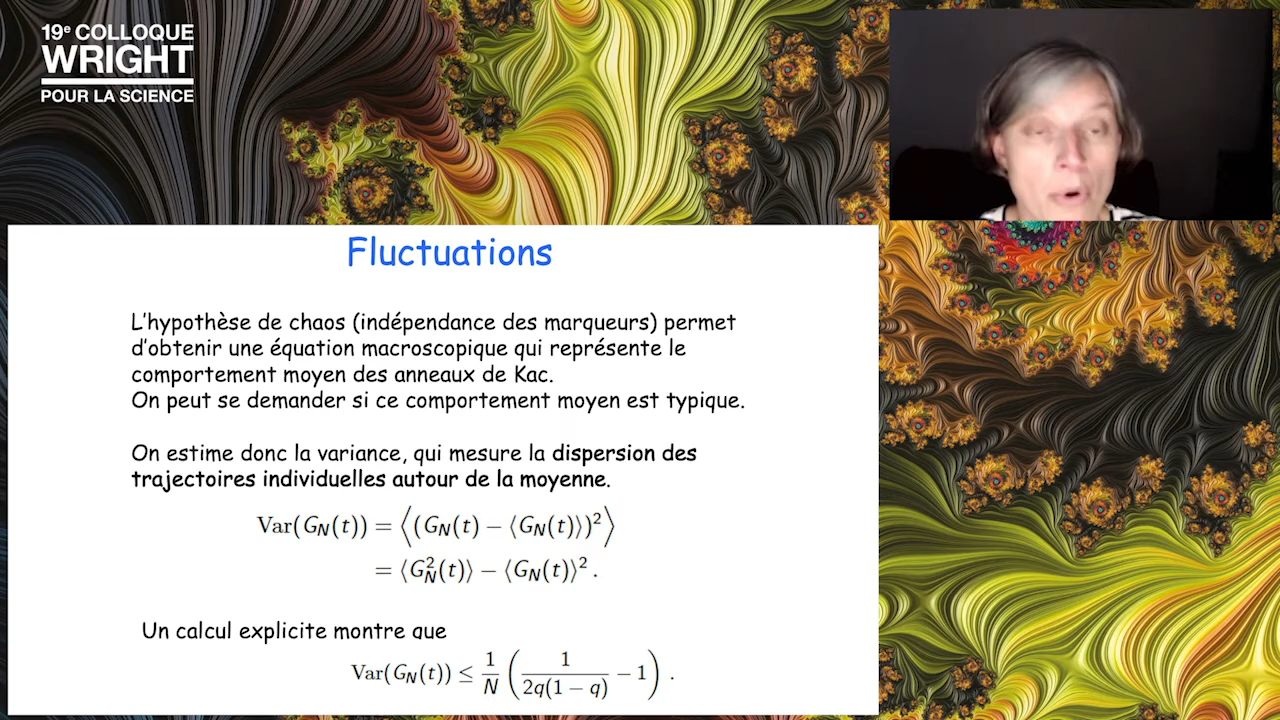 19e COLLOQUE
WRIGHT
POUR LA SCIENCE
Fluctuations
L'hypothèse de chaos (indépendance des marqueurs) permet
d'obtenir une équation macroscopique qui représente le
comportement moyen des anneaux de Kac.
On peut se demander si ce comportement moyen est typique.
On estime donc la variance, qui mesure la dispersion des
trajectoires individuelles autour de la moyenne.
Var(G_N(t)) = ⟨(G_N(t) − ⟨G_N(t)⟩)²⟩
= ⟨G_N²(t)⟩ − ⟨G_N(t)⟩² .
Un calcul explicite montre que
Var(G_N(t)) ≤ 1/N (1/(2q(1 − q)) − 1) .